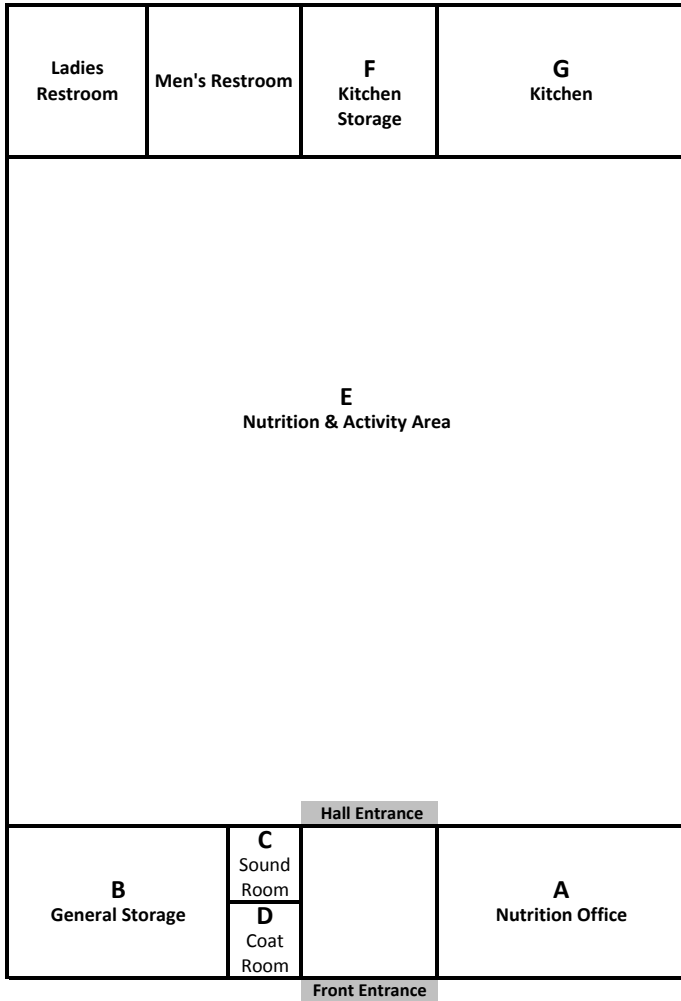 Ladies
Restroom
Men's Restroom
F
Kitchen
Storage
G
Kitchen
E
Nutrition & Activity Area
Hall Entrance
B
General Storage
C
Sound
Room
D
Coat
Room
A
Nutrition Office
Front Entrance